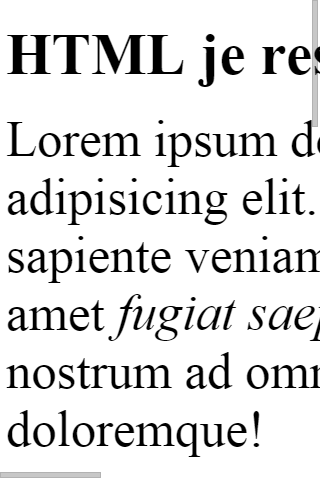 HTML je res
Lorem ipsum do
adipisicing elit.
sapiente veniam
amet fugiat saep
nostrum ad omn
doloremque!